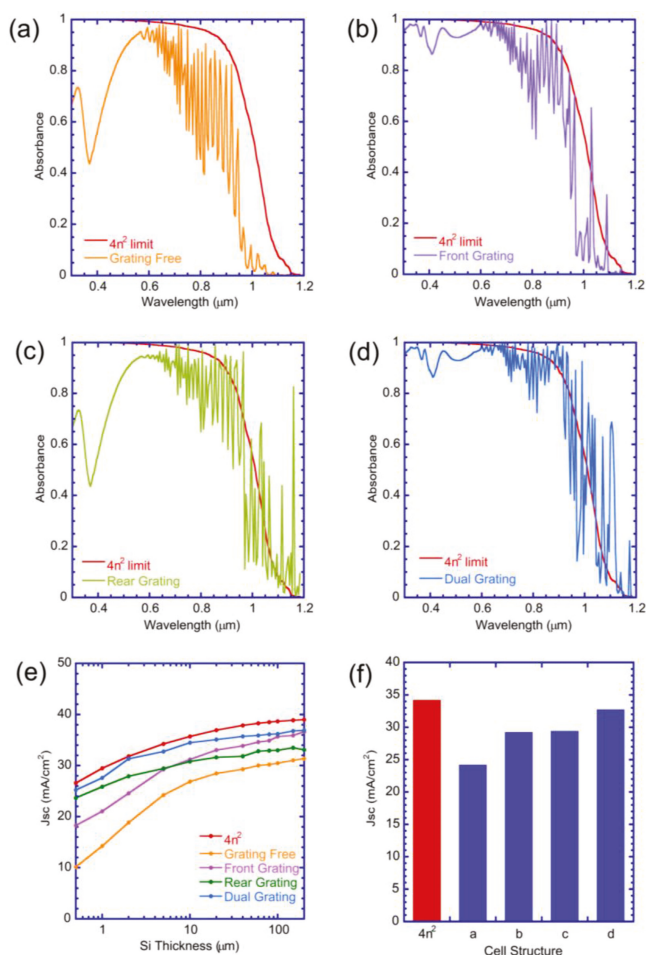 (a)
1
0.8
0.6
0.4
0.2
0
Absorbance
4n² limit
Grating Free
0.4 0.6 0.8 1 1.2
Wavelength (μm)
(b)
1
0.8
0.6
0.4
0.2
0
Absorbance
4n² limit
Front Grating
0.4 0.6 0.8 1 1.2
Wavelength (μm)
(c)
1
0.8
0.6
0.4
0.2
0
Absorbance
4n² limit
Rear Grating
0.4 0.6 0.8 1 1.2
Wavelength (μm)
(d)
1
0.8
0.6
0.4
0.2
0
Absorbance
4n² limit
Dual Grating
0.4 0.6 0.8 1 1.2
Wavelength (μm)
(e)
50
40
30
20
10
0
Jsc (mA/cm²)
4n²
Grating Free
Front Grating
Rear Grating
Dual Grating
1 10 100
Si Thickness(μm)
(f)
40
35
30
25
20
15
10
5
0
Jsc (mA/cm²)
4n² a b c d
Cell Structure